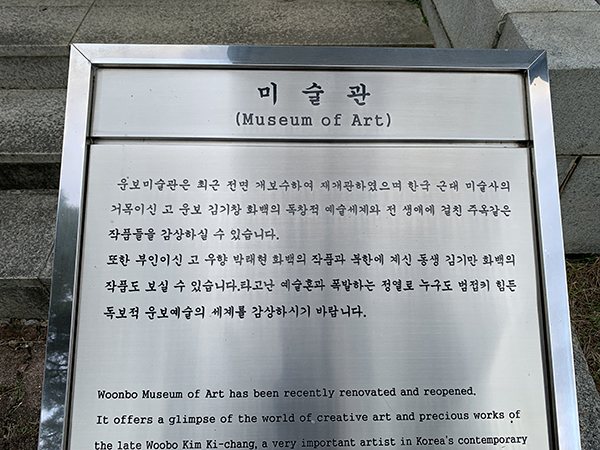 미 술 관
(Museum of Art)
운보미술관은 최근 전면 개보수하여 재개관하였으며 한국 근대 미술사의
거목이신 고 운보 김기창 화백의 독창적 예술세계와 전 생애에 걸친 주옥같은
작품들을 감상하실 수 있습니다.
또한 부인이신 고 우향 박태현 화백의 작품과 북한에 계신 동생 김기만 화백의
작품도 보실 수 있습니다.타고난 예술혼과 폭발하는 정열로 누구도 범접키 힘든
독보적 운보예술의 세계를 감상하시기 바랍니다.
Woonbo Museum of Art has been recently renovated and reopened.
It offers a glimpse of the world of creative art and precious works of
the late Woobo Kim Ki-chang, a very important artist in Korea's contemporary